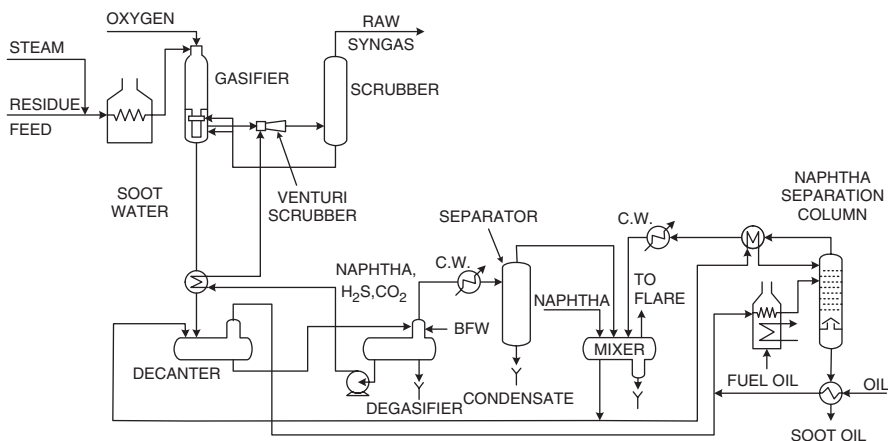 OXYGEN
RAW
SYNGAS
STEAM
GASIFIER
SCRUBBER
RESIDUE
FEED
SOOT
WATER
VENTURI
SCRUBBER
NAPHTHA
SEPARATION
COLUMN
SEPARATOR
C.W.
C.W.
NAPHTHA,
H₂S,CO₂
TO
FLARE
NAPHTHA
M
M
BFW
MIXER
DECANTER
DEGASIFIER
CONDENSATE
FUEL OIL
OIL
SOOT OIL